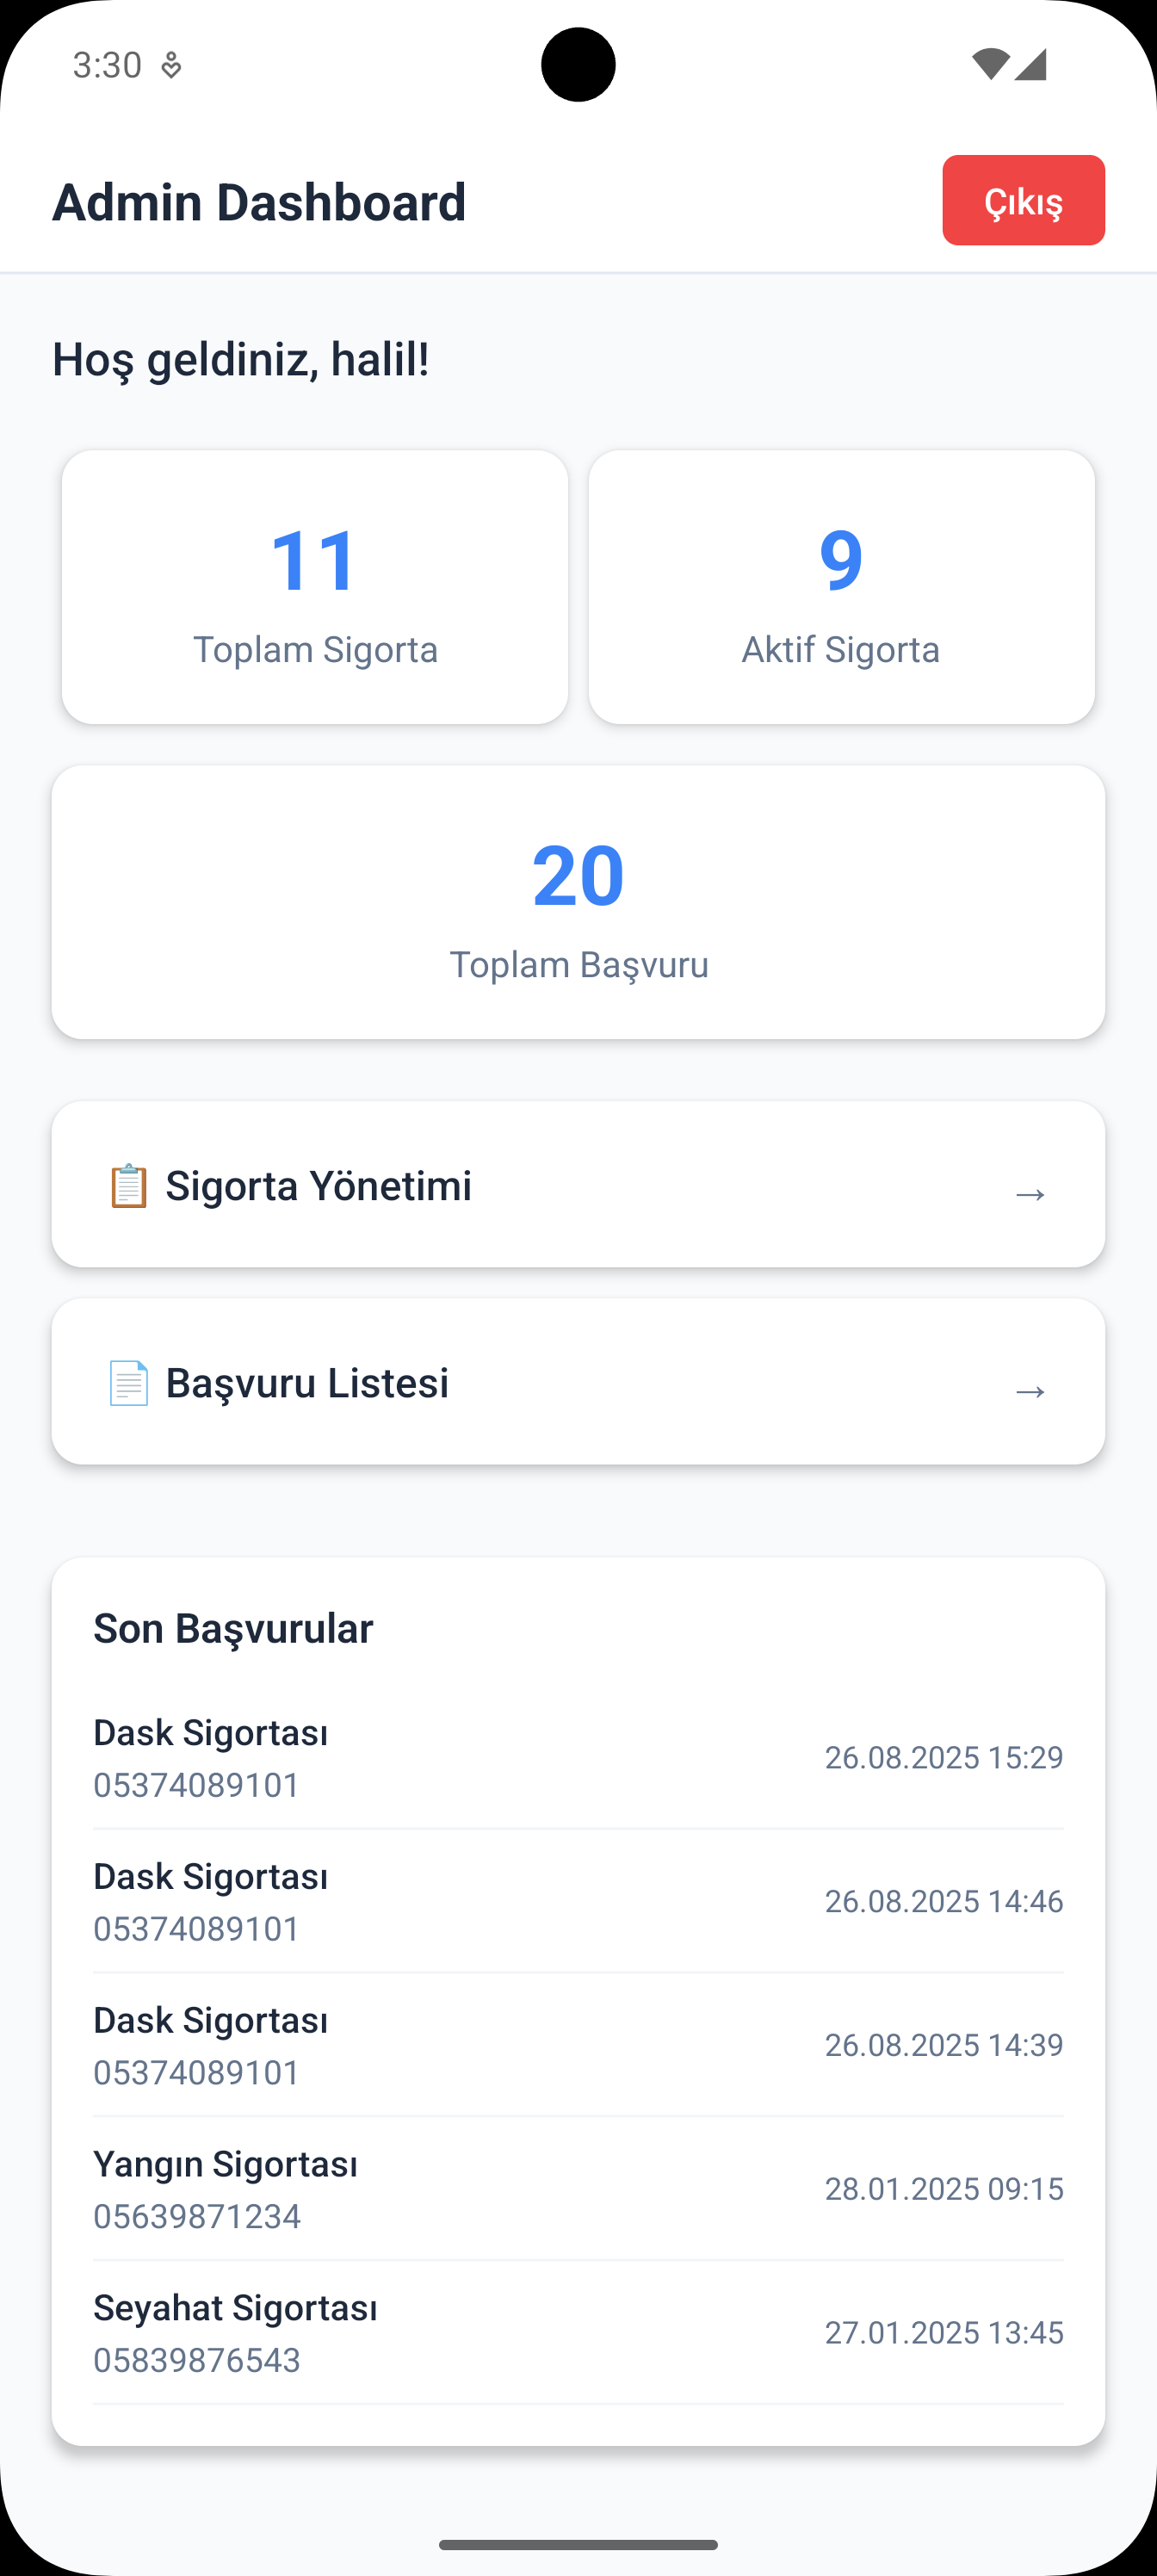 3:30
Admin Dashboard
Çıkış
Hoş geldiniz, halil!
11
Toplam Sigorta
9
Aktif Sigorta
20
Toplam Başvuru
📋 Sigorta Yönetimi →
📄 Başvuru Listesi →
Son Başvurular
Dask Sigortası
05374089101
26.08.2025 15:29
Dask Sigortası
05374089101
26.08.2025 14:46
Dask Sigortası
05374089101
26.08.2025 14:39
Yangın Sigortası
05639871234
28.01.2025 09:15
Seyahat Sigortası
05839876543
27.01.2025 13:45